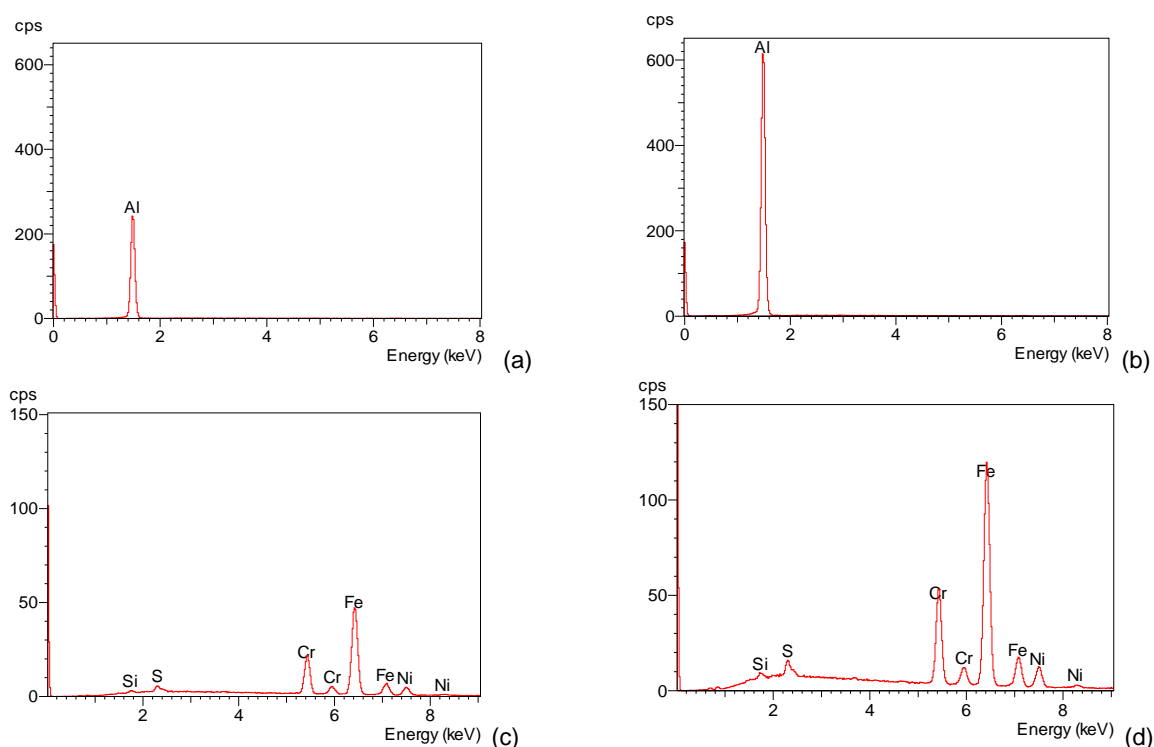 cps
600
400
200
0
Al
0 2 4 6 8
Energy (keV)
(a)
cps
600
400
200
0
Al
0 2 4 6 8
Energy (keV)
(b)
cps
150
100
50
0
Si S Cr Cr Fe Fe Ni Ni
2 4 6 8
Energy (keV)
(c)
150
100
50
0
Si S Cr Cr Fe Fe Ni Ni
2 4 6 8
Energy (keV)
(d)